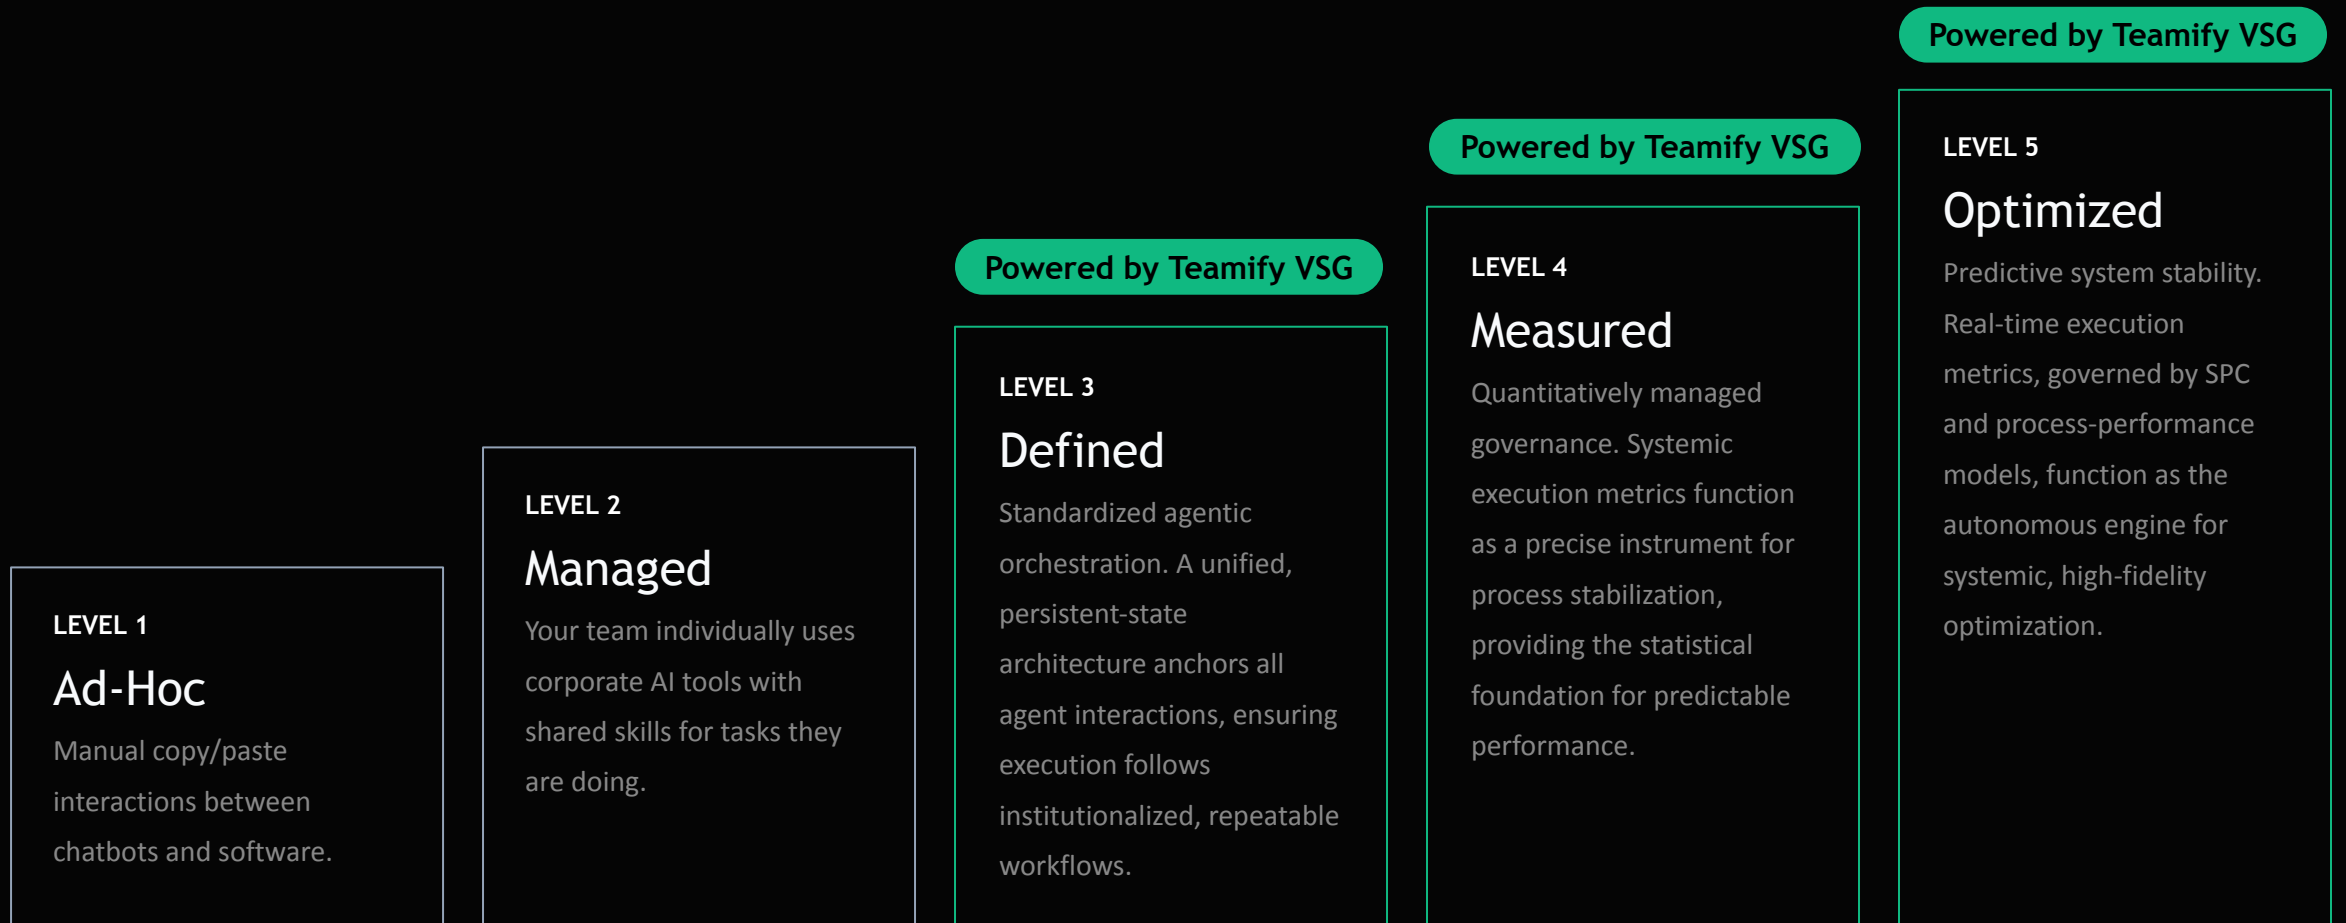 LEVEL 1
Ad-Hoc
Manual copy/paste
interactions between
chatbots and software.
LEVEL 2
Managed
Your team individually uses
corporate AI tools with
shared skills for tasks they
are doing.
Powered by Teamify VSG
LEVEL 3
Defined
Standardized agentic
orchestration. A unified,
persistent-state
architecture anchors all
agent interactions, ensuring
execution follows
institutionalized, repeatable
workflows.
Powered by Teamify VSG
LEVEL 4
Measured
Quantitatively managed
governance. Systemic
execution metrics function
as a precise instrument for
process stabilization,
providing the statistical
foundation for predictable
performance.
Powered by Teamify VSG
LEVEL 5
Optimized
Predictive system stability.
Real-time execution
metrics, governed by SPC
and process-performance
models, function as the
autonomous engine for
systemic, high-fidelity
optimization.